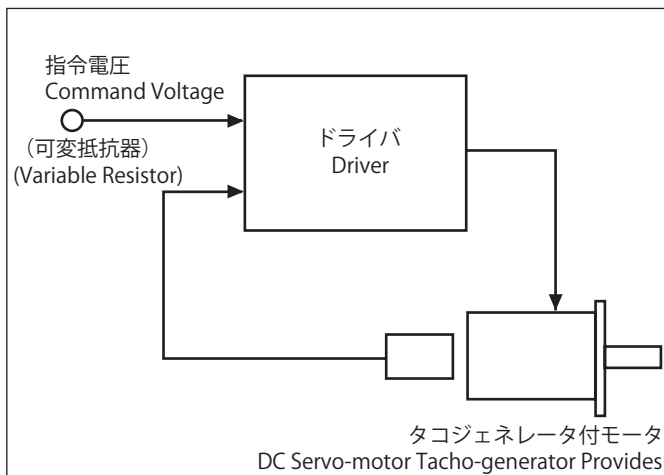 指令電圧
Command Voltage
（可変抵抗器）
(Variable Resistor)
ドライバ
Driver
タコジェネレータ付モータ
DC Servo-motor Tacho-generator Provides